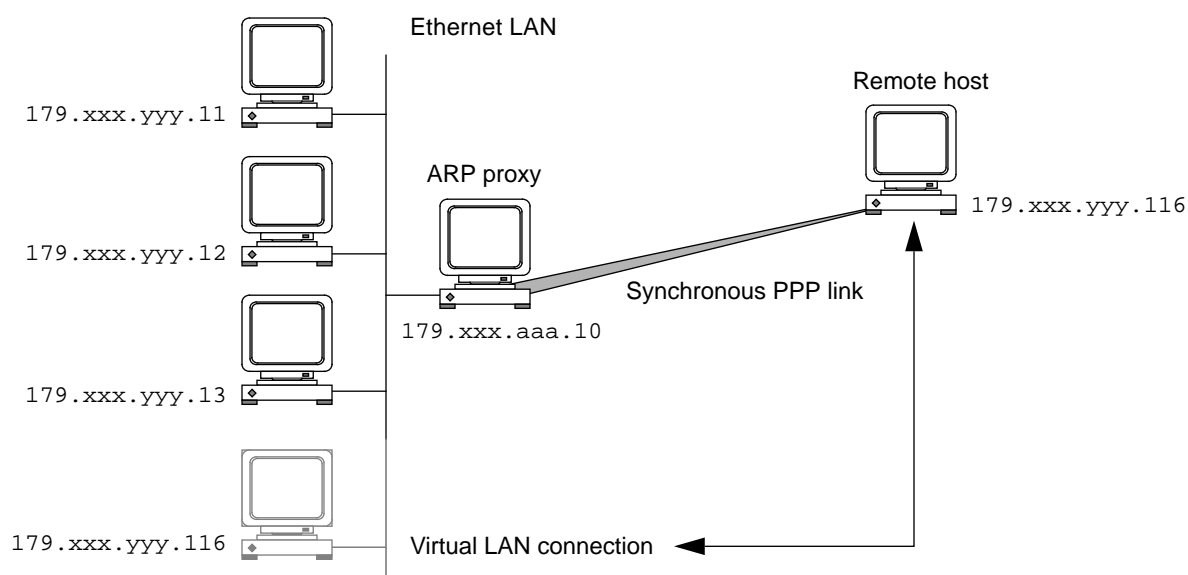 Ethernet LAN
Remote host
179.xxx.yyy.11
ARP proxy
179.xxx.yyy.116
179.xxx.yyy.12
Synchronous PPP link
179.xxx.aaa.10
179.xxx.yyy.13
179.xxx.yyy.116
Virtual LAN connection